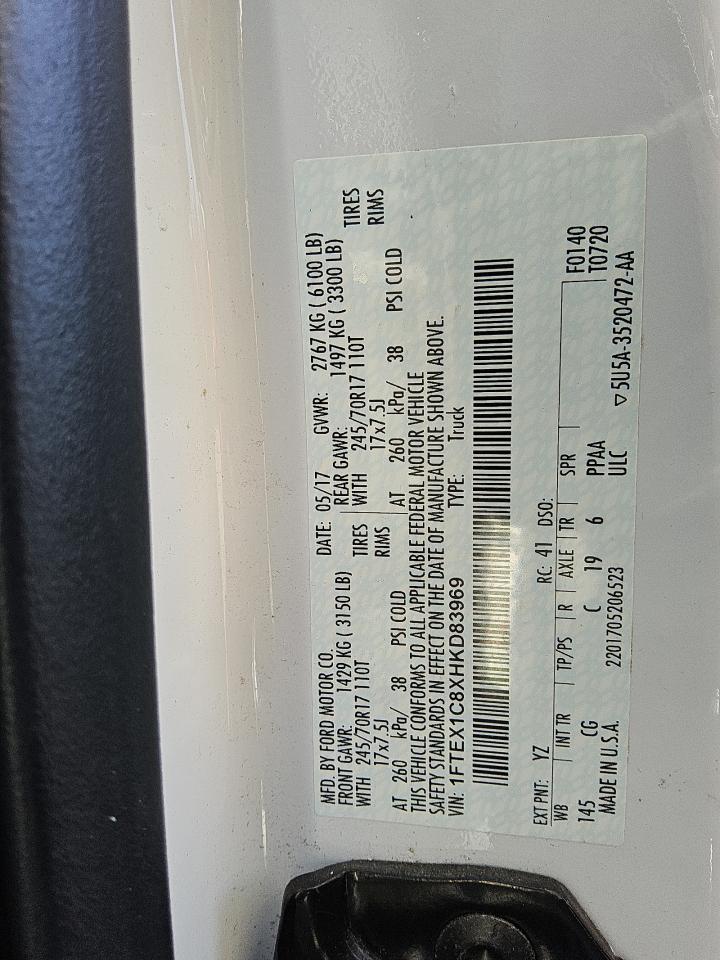 MFD. BY FORD MOTOR CO.
DATE: 05/17 GVWR: 2767 KG ( 6100 LB)
FRONT GAWR: 1429 KG ( 3150 LB)
REAR GAWR: 1497 KG ( 3300 LB)
WITH 245/70R17 110T TIRES
WITH 245/70R17 110T TIRES
17x7.5J RIMS
17x7.5J RIMS
AT 260 kPa/ 38 PSI COLD
AT 260 kPa/ 38 PSI COLD
THIS VEHICLE CONFORMS TO ALL APPLICABLE FEDERAL MOTOR VEHICLE
SAFETY STANDARDS IN EFFECT ON THE DATE OF MANUFACTURE SHOWN ABOVE.
VIN: 1FTEX1C8XHKD83969 TYPE: Truck
EXT PNT: YZ RC: 41 DSO:
WB INT TR TP/PS R AXLE TR SPR F0140
T0720
145 CG C 19 6 PPAA
MADE IN U.S.A. 2201705206523 ULC ▽5U5A-3520472-AA